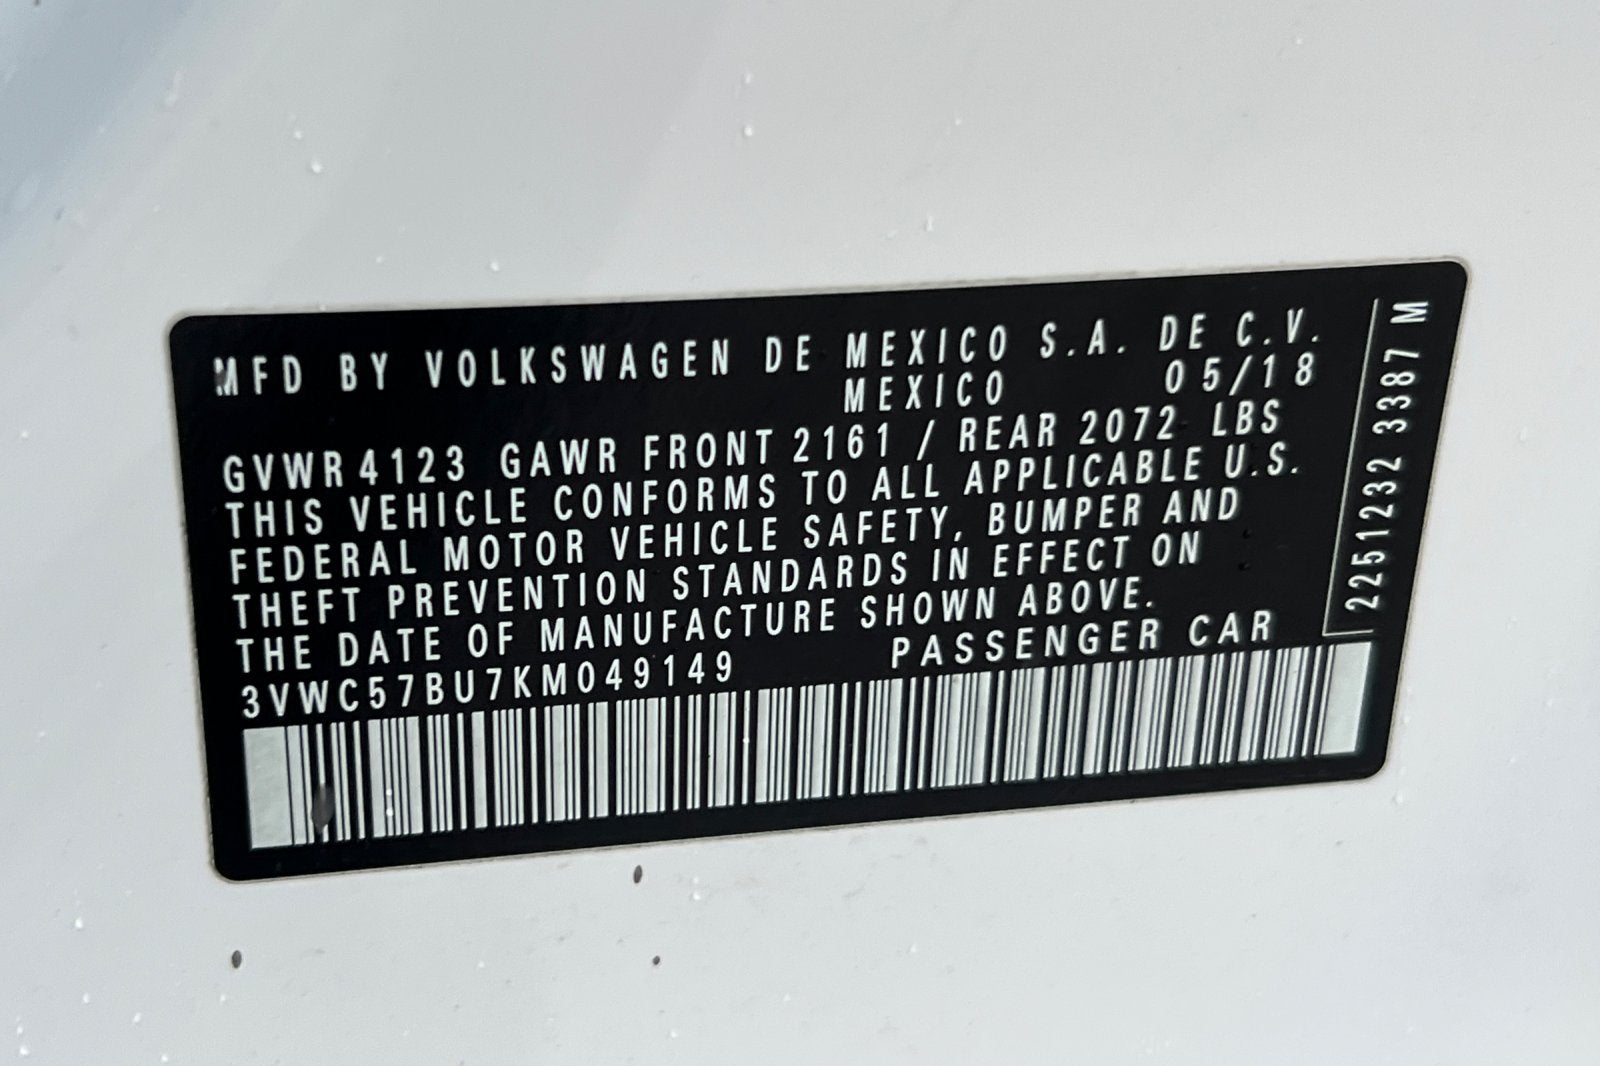 MFD BY VOLKSWAGEN DE MEXICO S.A. DE C.V.
MEXICO 05/18
GVWR 4123 GAWR FRONT 2161 / REAR 2072 LBS
THIS VEHICLE CONFORMS TO ALL APPLICABLE U.S.
FEDERAL MOTOR VEHICLE SAFETY, BUMPER AND
THEFT PREVENTION STANDARDS IN EFFECT ON
THE DATE OF MANUFACTURE SHOWN ABOVE.
3VWC57BU7KM049149 PASSENGER CAR
2251232 3387 M